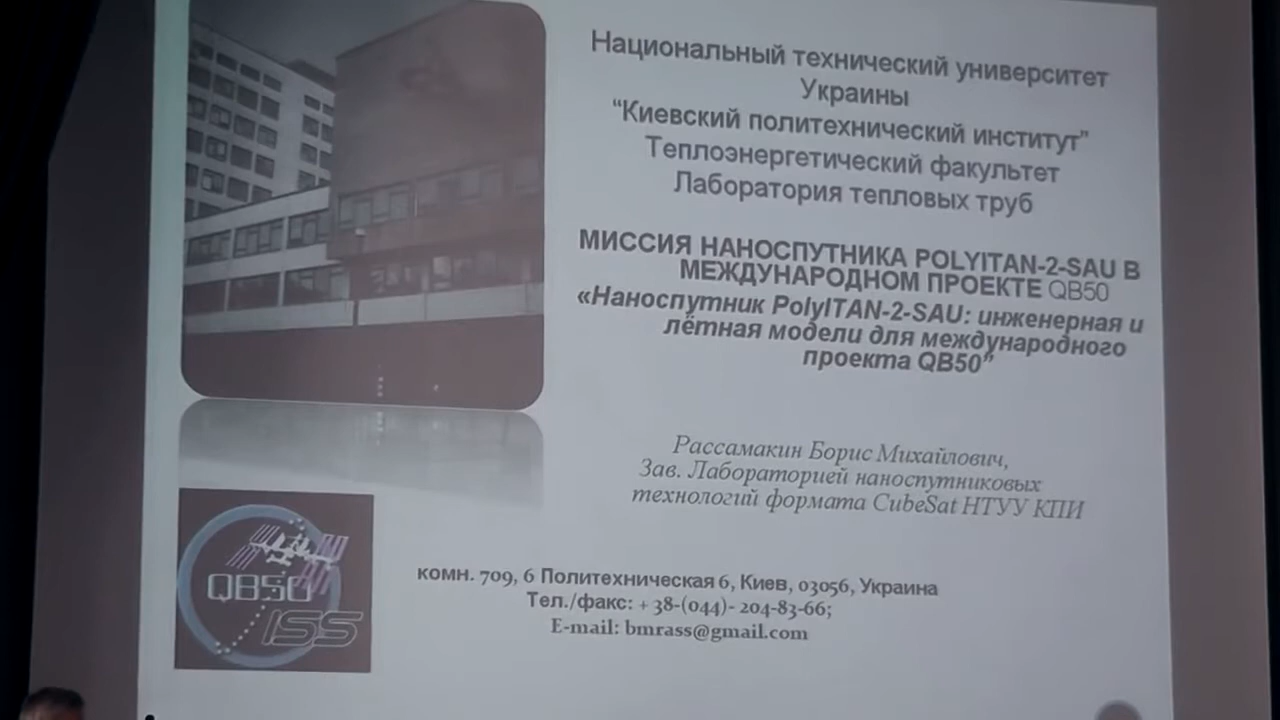 Национальный технический университет
Украины
“Киевский политехнический институт”
Теплоэнергетический факультет
Лаборатория тепловых труб
МИССИЯ НАНОСПУТНИКА POLYITAN-2-SAU В
МЕЖДУНАРОДНОМ ПРОЕКТЕ QB50
«Наноспутник PolyITAN-2-SAU: инженерная и
лётная модели для международного
проекта QB50”
Рассамакин Борис Михайлович,
Зав. Лабораторией наноспутниковых
технологий формата CubeSat НТУУ КПИ
QB50
ISS
комн. 709, 6 Политехническая 6, Киев, 03056, Украина
Тел./факс: + 38-(044)- 204-83-66;
E-mail: bmrass@gmail.com